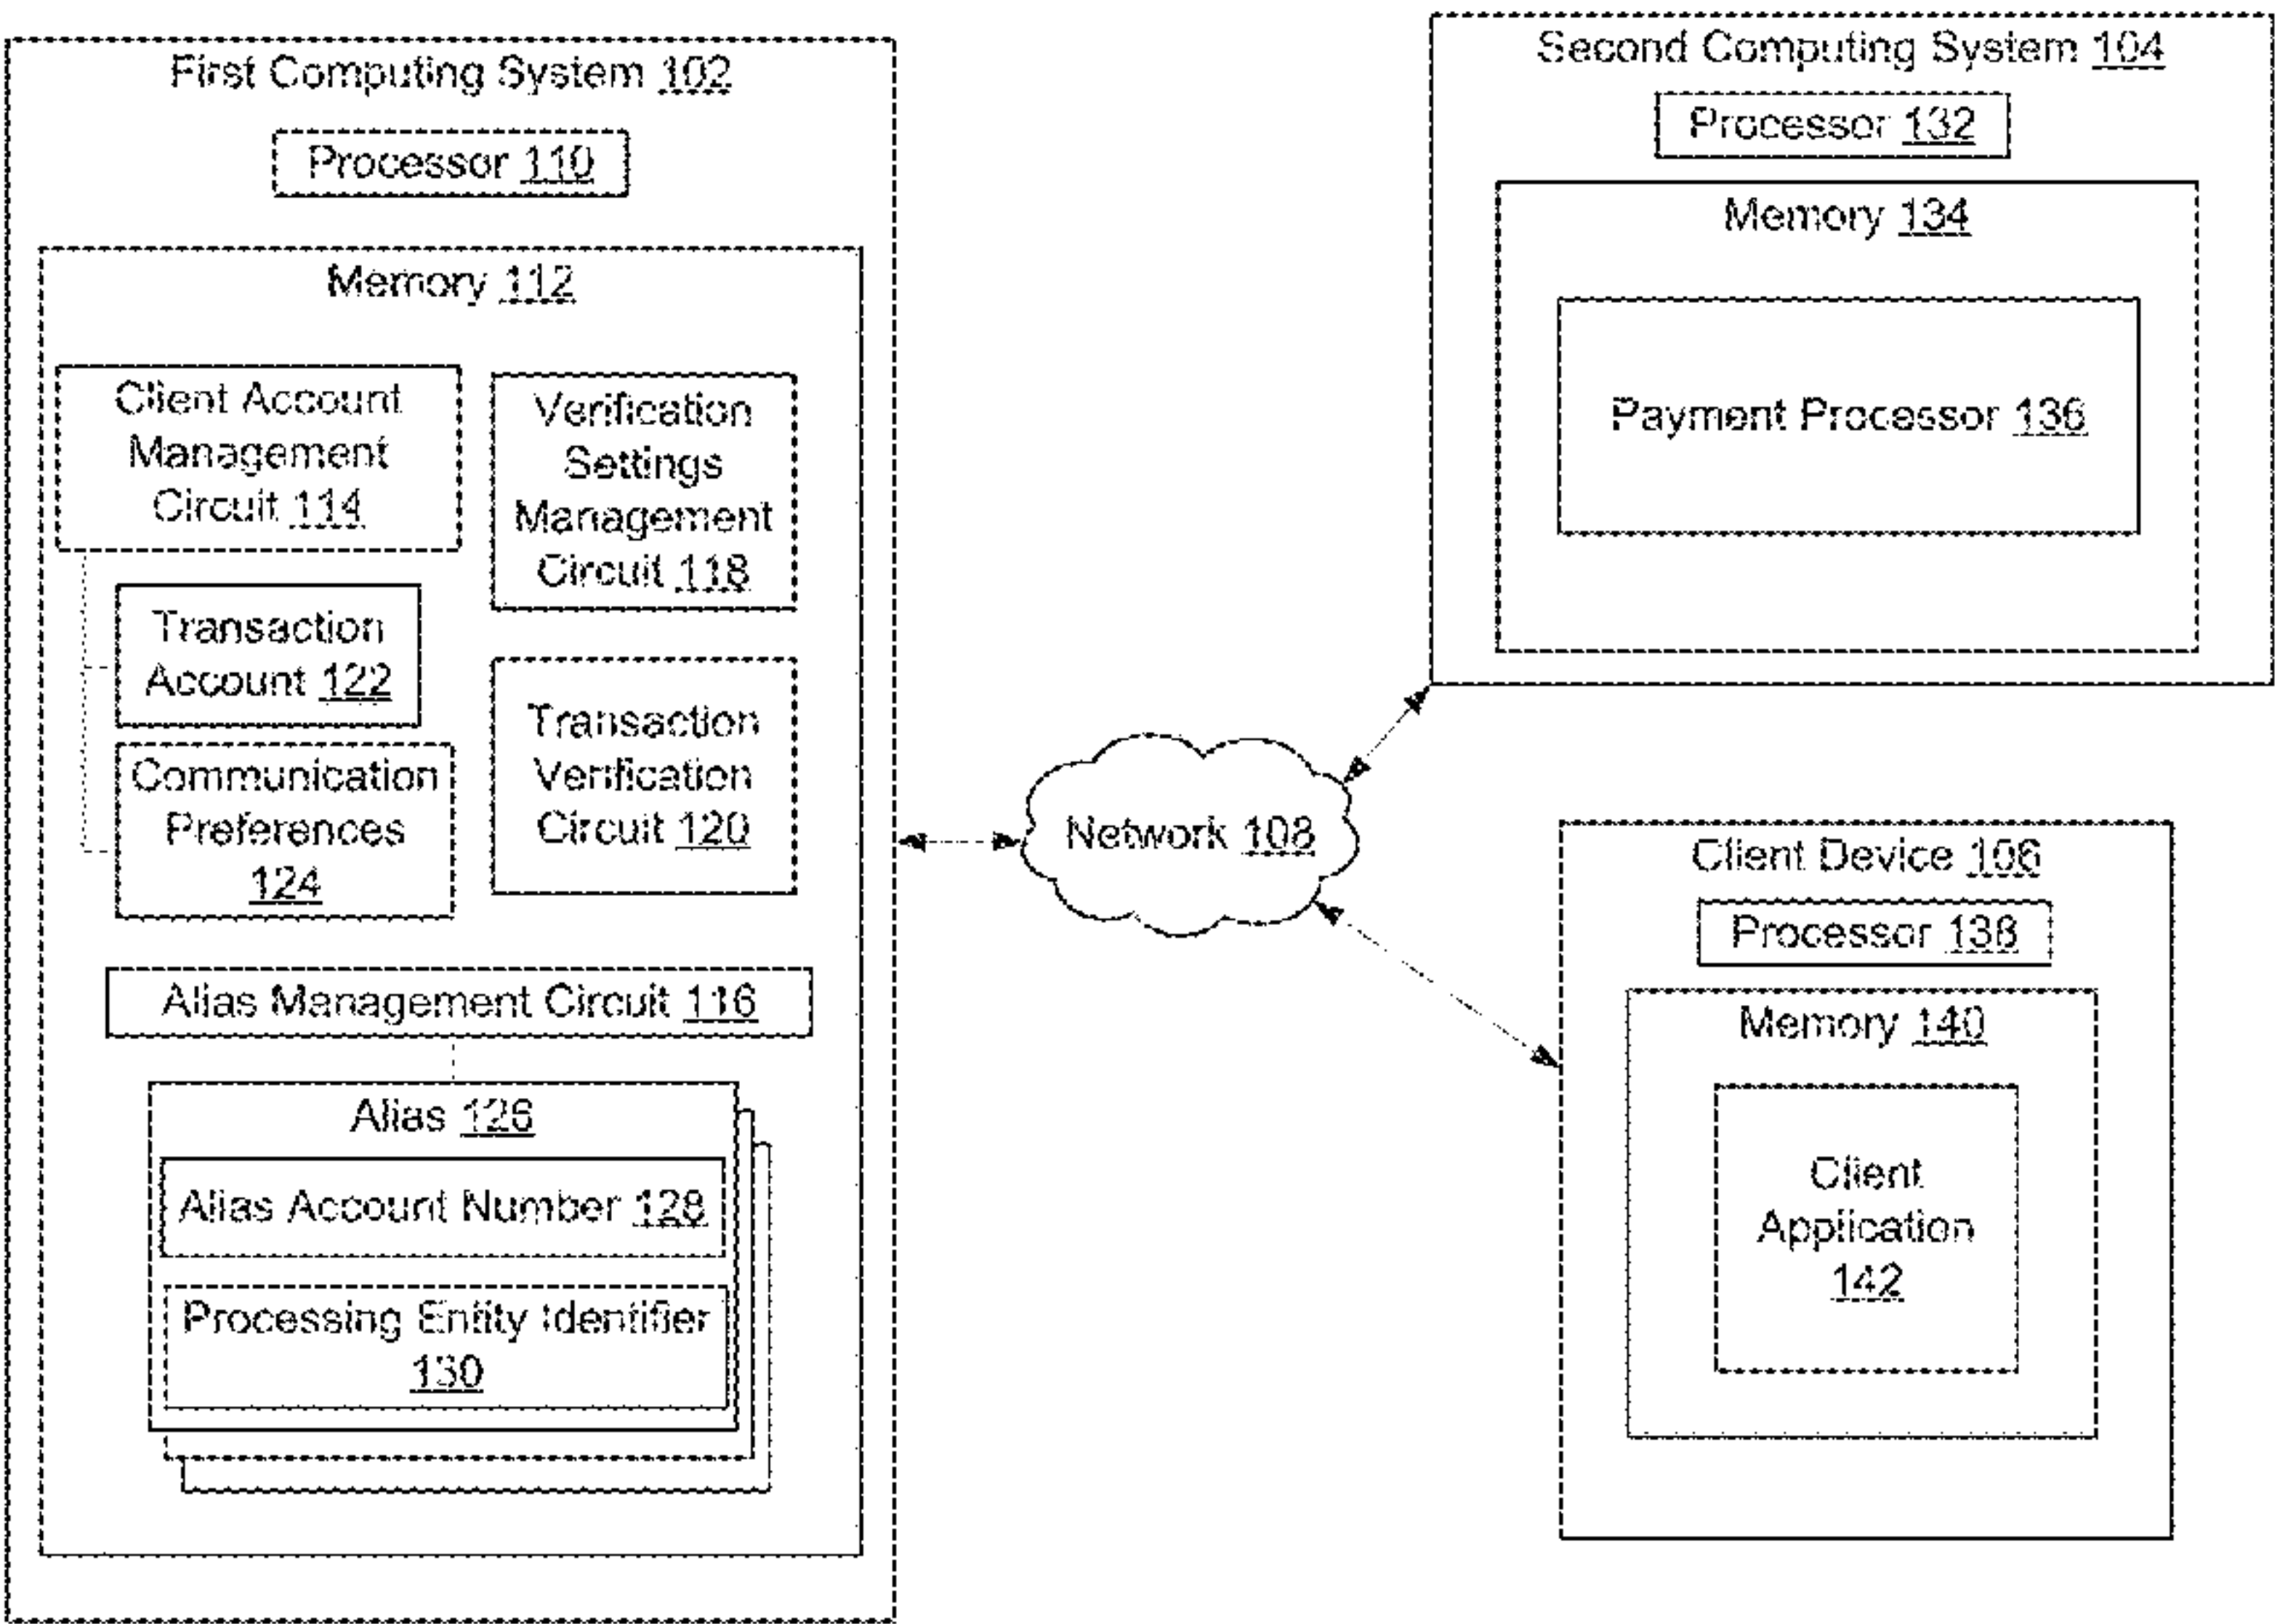 First Computing System 102
Processor 110
Memory 112
Client Account
Management
Circuit 114
Verification
Settings
Management
Circuit 118
Transaction
Account 122
Communication
Preferences
124
Transaction
Verification
Circuit 120
Alias Management Circuit 116
Alias 126
Alias Account Number 128
Processing Entity Identifier
130
Network 108
Second Computing System 104
Processor 132
Memory 134
Payment Processor 136
Client Device 106
Processor 138
Memory 140
Client
Application
142